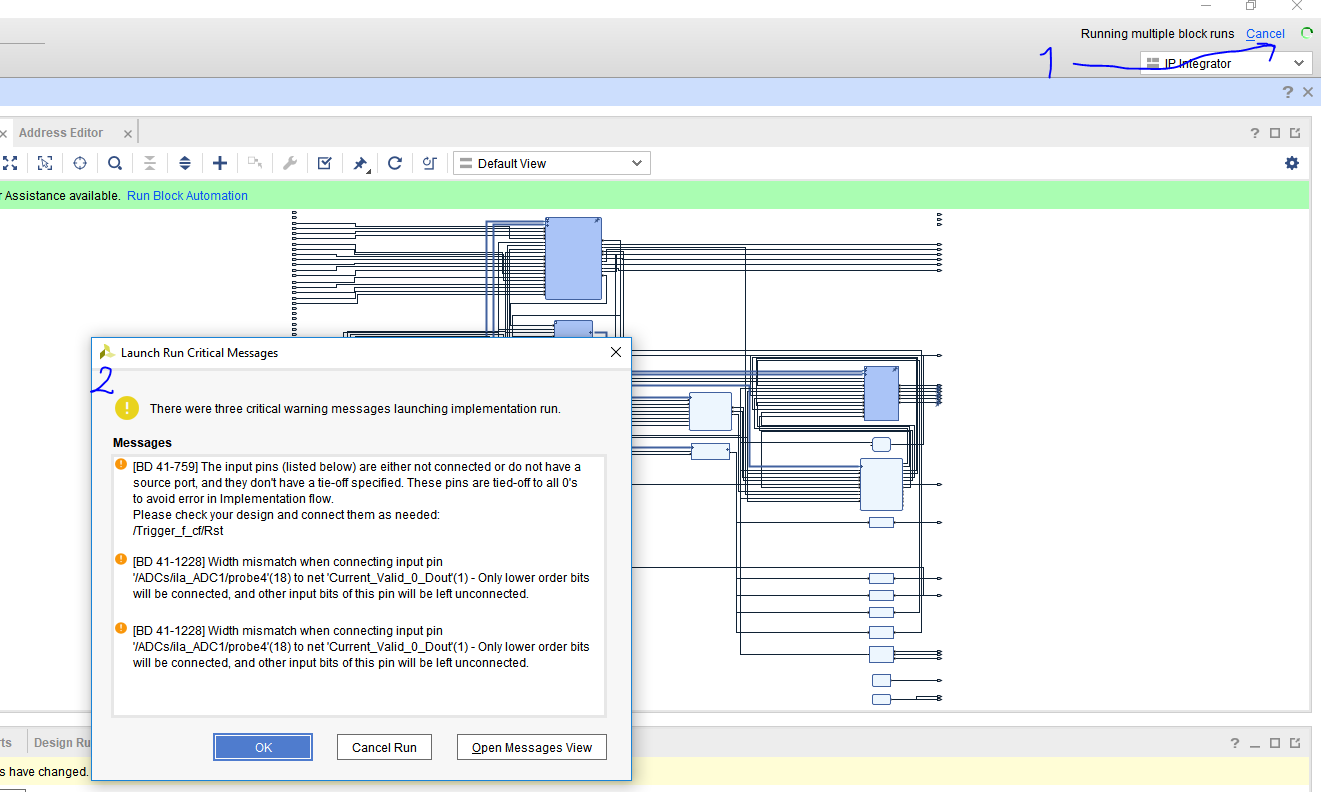 Running multiple block runs Cancel
1
IP Integrator
?
Address Editor
?
Default View
Assistance available. Run Block Automation
Launch Run Critical Messages
2
There were three critical warning messages launching implementation run.
Messages
[BD 41-759] The input pins (listed below) are either not connected or do not have a
source port, and they don't have a tie-off specified. These pins are tied-off to all 0's
to avoid error in Implementation flow.
Please check your design and connect them as needed:
/Trigger_f_cf/Rst
[BD 41-1228] Width mismatch when connecting input pin
'/ADCs/ila_ADC1/probe4'(18) to net 'Current_Valid_0_Dout'(1) - Only lower order bits
will be connected, and other input bits of this pin will be left unconnected.
[BD 41-1228] Width mismatch when connecting input pin
'/ADCs/ila_ADC1/probe4'(18) to net 'Current_Valid_0_Dout'(1) - Only lower order bits
will be connected, and other input bits of this pin will be left unconnected.
OK Cancel Run Open Messages View
rts Design Ru
?
s have changed.